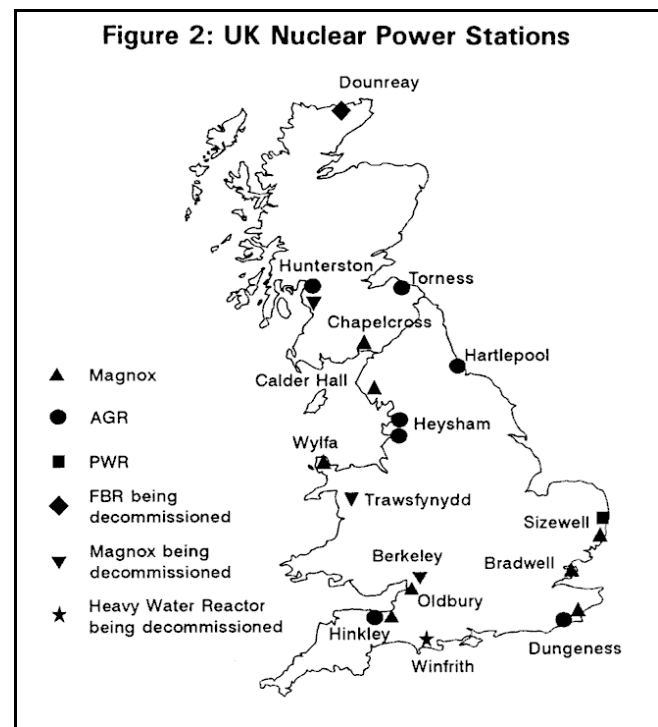 Figure 2: UK Nuclear Power Stations
Dounreay
Hunterston
Torness
Chapelcross
Hartlepool
Calder Hall
Heysham
Wylfa
Trawsfynydd
Sizewell
Berkeley
Bradwell
Oldbury
Hinkley
Winfrith
Dungeness
Magnox
AGR
PWR
FBR being
decommissioned
Magnox being
decommissioned
Heavy Water Reactor
being decommissioned